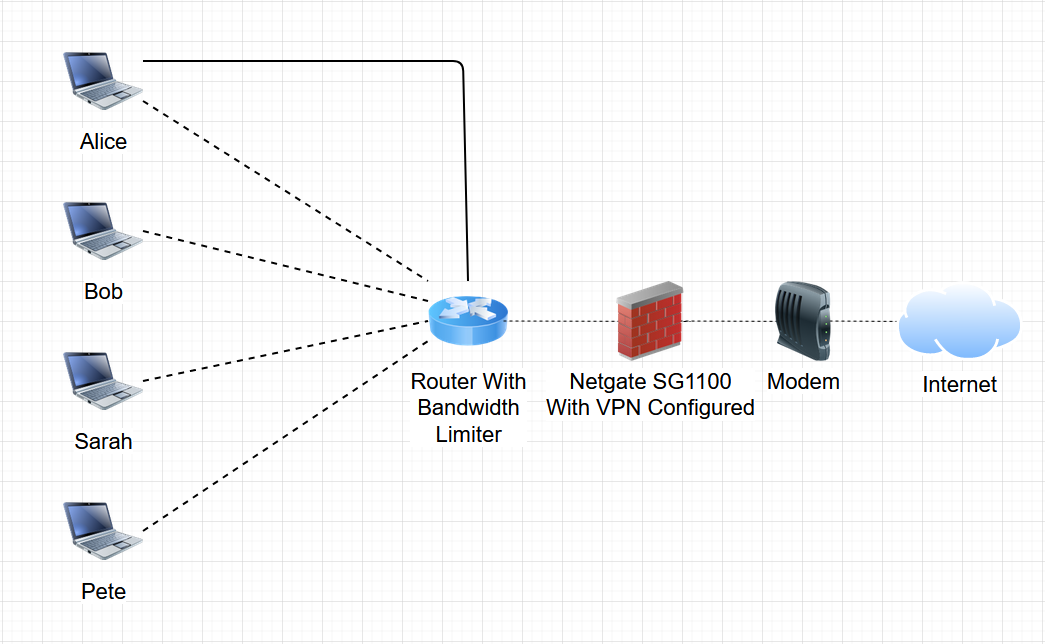 Alice
Bob
Sarah
Pete
Router With
Bandwidth
Limiter
Netgate SG1100
With VPN Configured
Modem
Internet